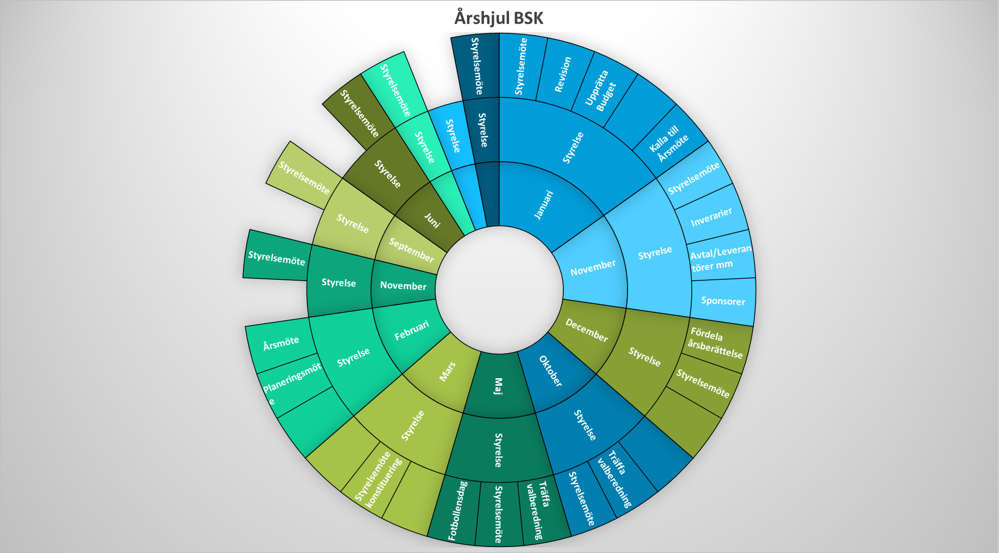 Årshjul BSK
Januari
Styrelse
Styrelsemöte
Revision
Upprätta
Budget
Kalla till
Årsmöte
November
Styrelse
Styrelsemöte
Inverarier
Avtal/Leveran
törer mm
Sponsorer
December
Styrelse
Fördela
årsberättelse
Styrelsemöte
Oktober
Styrelse
Träffa
valberedning
Styrelsemöte
Maj
Styrelse
Träffa
valberedning
Styrelsemöte
Fotbollensdag
Mars
Styrelse
Styrelsemöte
konstituering
Februari
Styrelse
Planeringsmöt
e
Årsmöte
November
Styrelse
Styrelsemöte
September
Styrelse
Styrelsemöte
Juni
Styrelse
Styrelsemöte
Styrelse
Styrelsemöte
Styrelse
Styrelse
Styrelsemöte